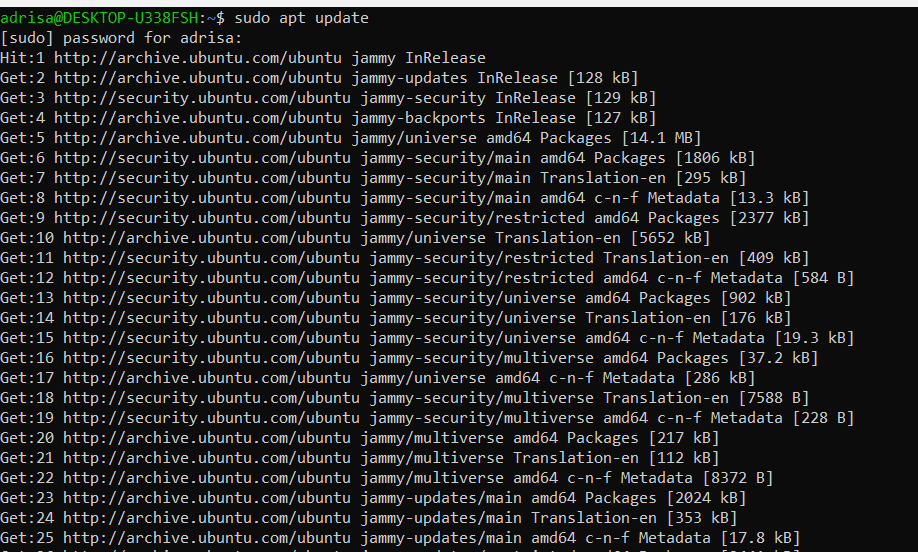 adrisa@DESKTOP-U338FSH:~$ sudo apt update
[sudo] password for adrisa:
Hit:1 http://archive.ubuntu.com/ubuntu jammy InRelease
Get:2 http://archive.ubuntu.com/ubuntu jammy-updates InRelease [128 kB]
Get:3 http://security.ubuntu.com/ubuntu jammy-security InRelease [129 kB]
Get:4 http://archive.ubuntu.com/ubuntu jammy-backports InRelease [127 kB]
Get:5 http://archive.ubuntu.com/ubuntu jammy/universe amd64 Packages [14.1 MB]
Get:6 http://security.ubuntu.com/ubuntu jammy-security/main amd64 Packages [1806 kB]
Get:7 http://security.ubuntu.com/ubuntu jammy-security/main Translation-en [295 kB]
Get:8 http://security.ubuntu.com/ubuntu jammy-security/main amd64 c-n-f Metadata [13.3 kB]
Get:9 http://security.ubuntu.com/ubuntu jammy-security/restricted amd64 Packages [2377 kB]
Get:10 http://archive.ubuntu.com/ubuntu jammy/universe Translation-en [5652 kB]
Get:11 http://security.ubuntu.com/ubuntu jammy-security/restricted Translation-en [409 kB]
Get:12 http://security.ubuntu.com/ubuntu jammy-security/restricted amd64 c-n-f Metadata [584 B]
Get:13 http://security.ubuntu.com/ubuntu jammy-security/universe amd64 Packages [902 kB]
Get:14 http://security.ubuntu.com/ubuntu jammy-security/universe Translation-en [176 kB]
Get:15 http://security.ubuntu.com/ubuntu jammy-security/universe amd64 c-n-f Metadata [19.3 kB]
Get:16 http://security.ubuntu.com/ubuntu jammy-security/multiverse amd64 Packages [37.2 kB]
Get:17 http://archive.ubuntu.com/ubuntu jammy/universe amd64 c-n-f Metadata [286 kB]
Get:18 http://security.ubuntu.com/ubuntu jammy-security/multiverse Translation-en [7588 B]
Get:19 http://security.ubuntu.com/ubuntu jammy-security/multiverse amd64 c-n-f Metadata [228 B]
Get:20 http://archive.ubuntu.com/ubuntu jammy/multiverse amd64 Packages [217 kB]
Get:21 http://archive.ubuntu.com/ubuntu jammy/multiverse Translation-en [112 kB]
Get:22 http://archive.ubuntu.com/ubuntu jammy/multiverse amd64 c-n-f Metadata [8372 B]
Get:23 http://archive.ubuntu.com/ubuntu jammy-updates/main amd64 Packages [2024 kB]
Get:24 http://archive.ubuntu.com/ubuntu jammy-updates/main Translation-en [353 kB]
Get:25 http://archive.ubuntu.com/ubuntu jammy-updates/main amd64 c-n-f Metadata [17.8 kB]